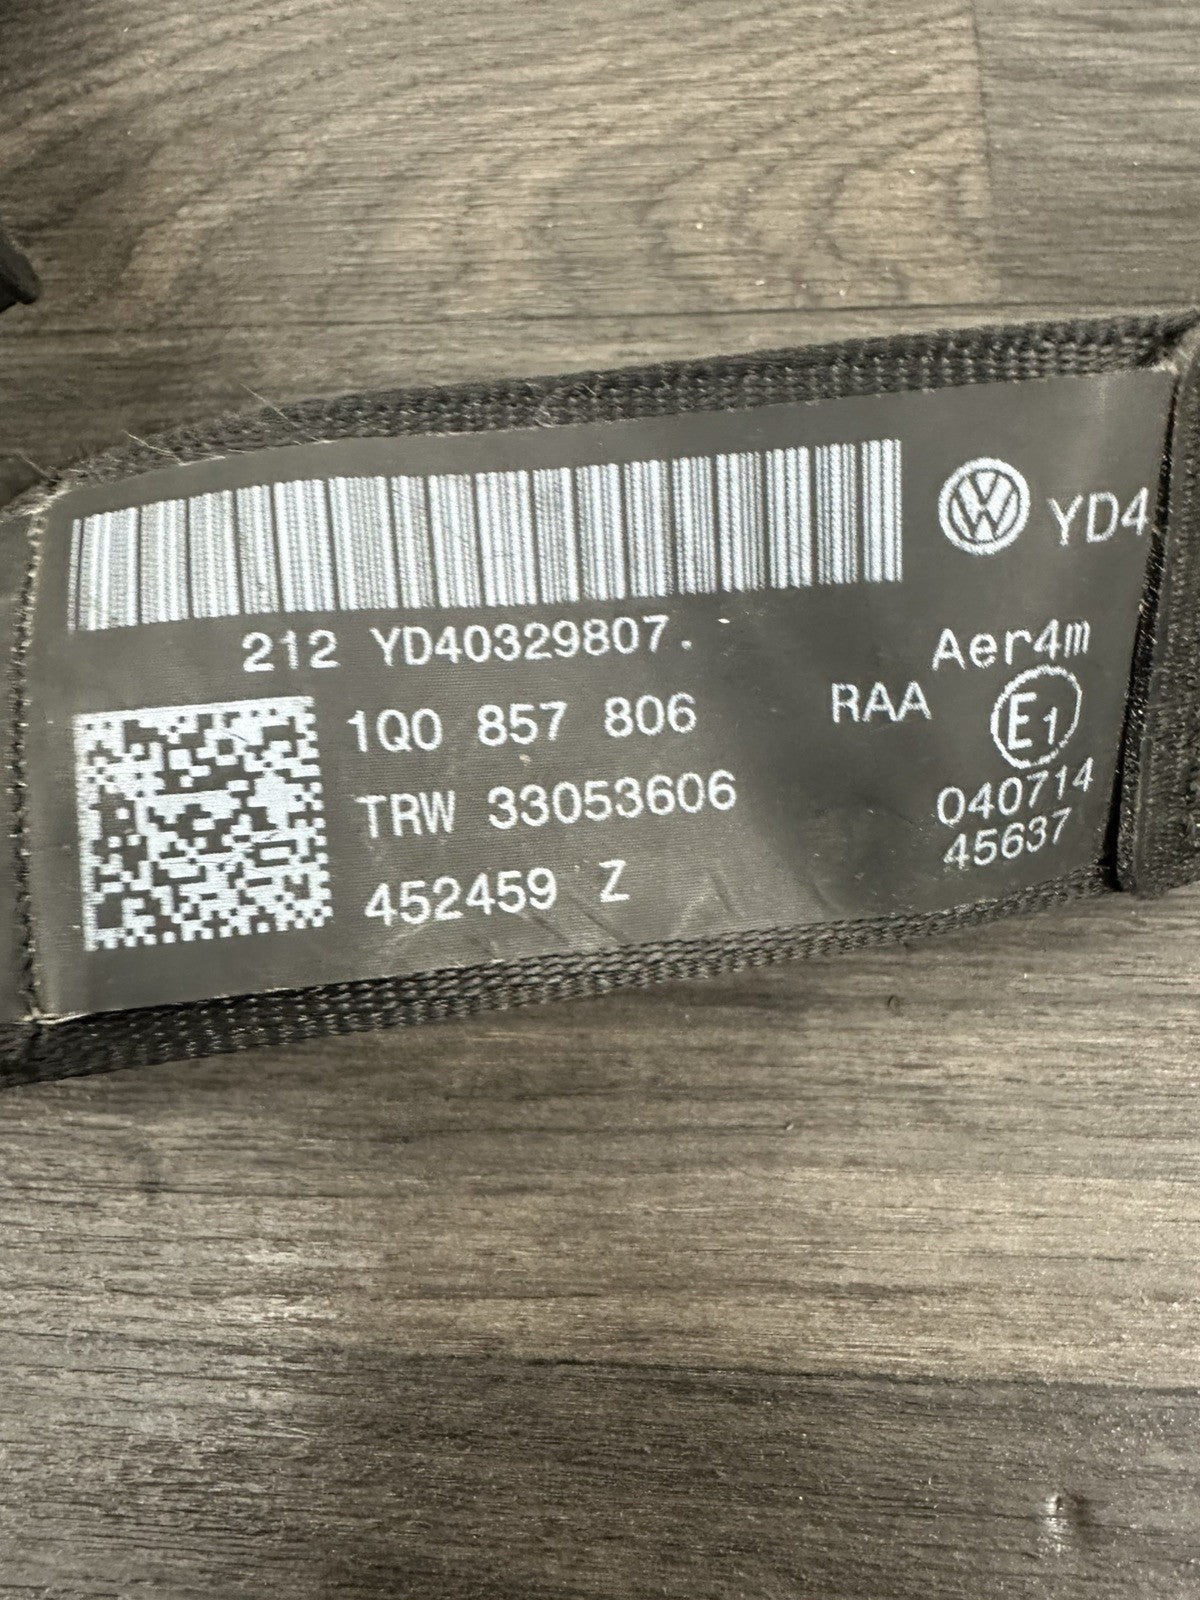 YD4
212 YD40329807.
Aer4m
1Q0 857 806
RAA
E1
TRW 33053606
040714
45637
452459 Z